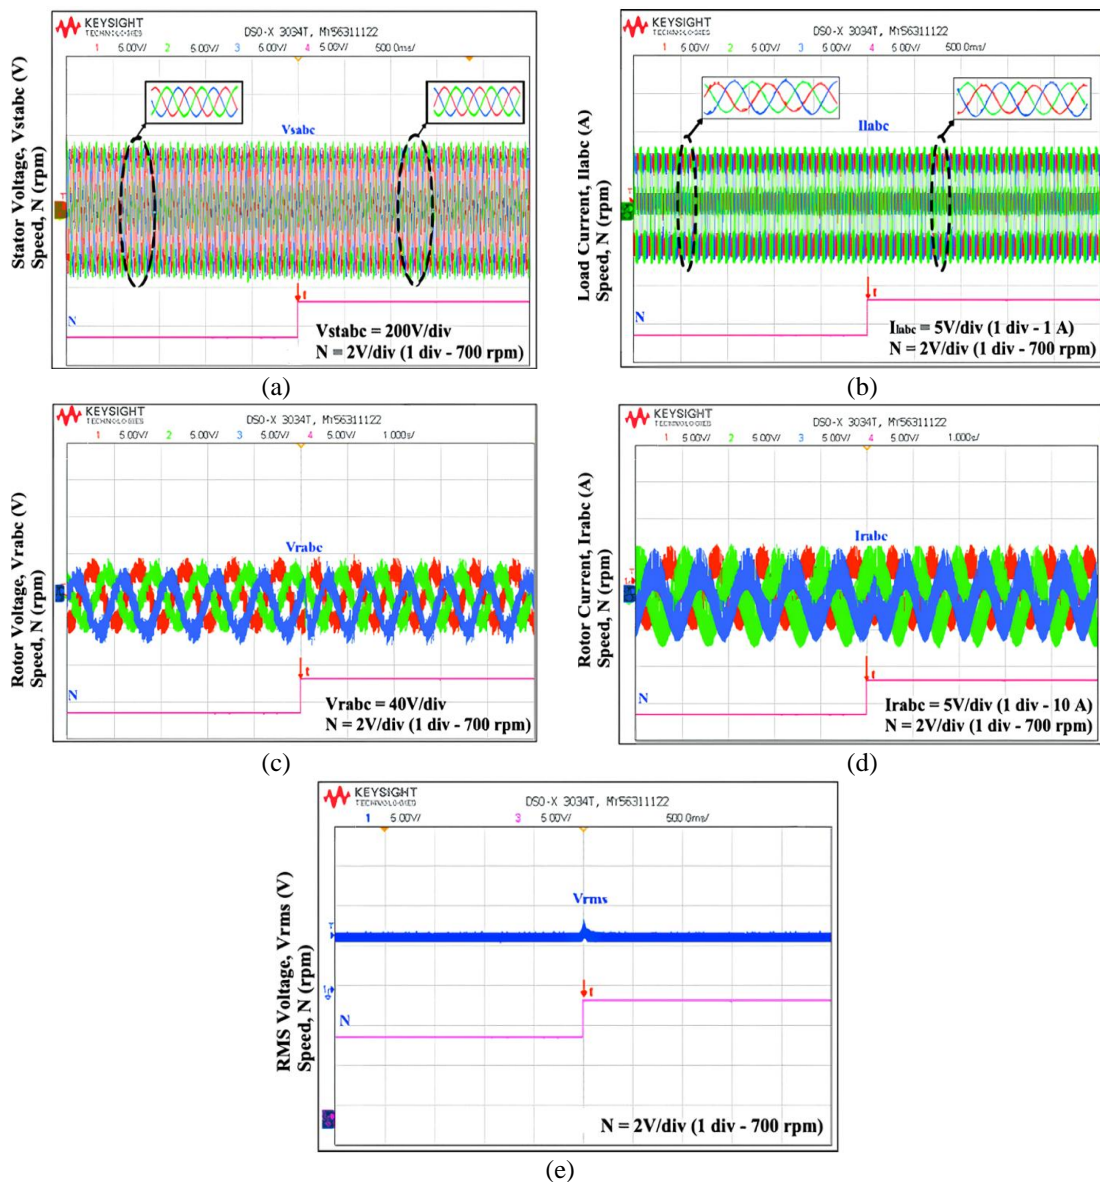 KEYSIGHT
TECHNOLOGIES
DSO-X 3034T, MY56311122
1 5.00V/ 2 5.00V/ 3 5.00V/ 4 5.00V/ 500.0ms/
Stator Voltage, Vstabc (V)
Speed, N (rpm)
Vsabc
t
N
Vstabc = 200V/div
N = 2V/div (1 div - 700 rpm)
(a)
KEYSIGHT
TECHNOLOGIES
DSO-X 3034T, MY56311122
1 5.00V/ 2 5.00V/ 3 5.00V/ 4 5.00V/ 500.0ms/
Load Current, Ilabc (A)
Speed, N (rpm)
Ilabc
t
N
Ilabc = 5V/div (1 div - 1 A)
N = 2V/div (1 div - 700 rpm)
(b)
KEYSIGHT
TECHNOLOGIES
DSO-X 3034T, MY56311122
1 5.00V/ 2 5.00V/ 3 5.00V/ 4 5.00V/ 1.000s/
Rotor Voltage, Vrabc (V)
Speed, N (rpm)
Vrabc
t
N
Vrabc = 40V/div
N = 2V/div (1 div - 700 rpm)
(c)
KEYSIGHT
TECHNOLOGIES
DSO-X 3034T, MY56311122
1 5.00V/ 2 5.00V/ 3 5.00V/ 4 5.00V/ 1.000s/
Rotor Current, Irabc (A)
Speed, N (rpm)
Irabc
t
N
Irabc = 5V/div (1 div - 10 A)
N = 2V/div (1 div - 700 rpm)
(d)
KEYSIGHT
TECHNOLOGIES
DSO-X 3034T, MY56311122
1 5.00V/ 3 5.00V/ 500.0ms/
RMS Voltage, Vrms (V)
Speed, N (rpm)
Vrms
t
N
N = 2V/div (1 div - 700 rpm)
(e)